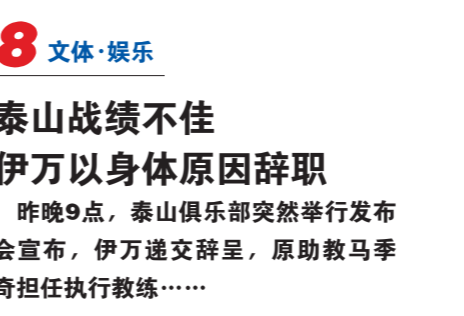 8 文体·娱乐
泰山战绩不佳
伊万以身体原因辞职
昨晚9点，泰山俱乐部突然举行发布
会宣布，伊万递交辞呈，原助教马季
奇担任执行教练……